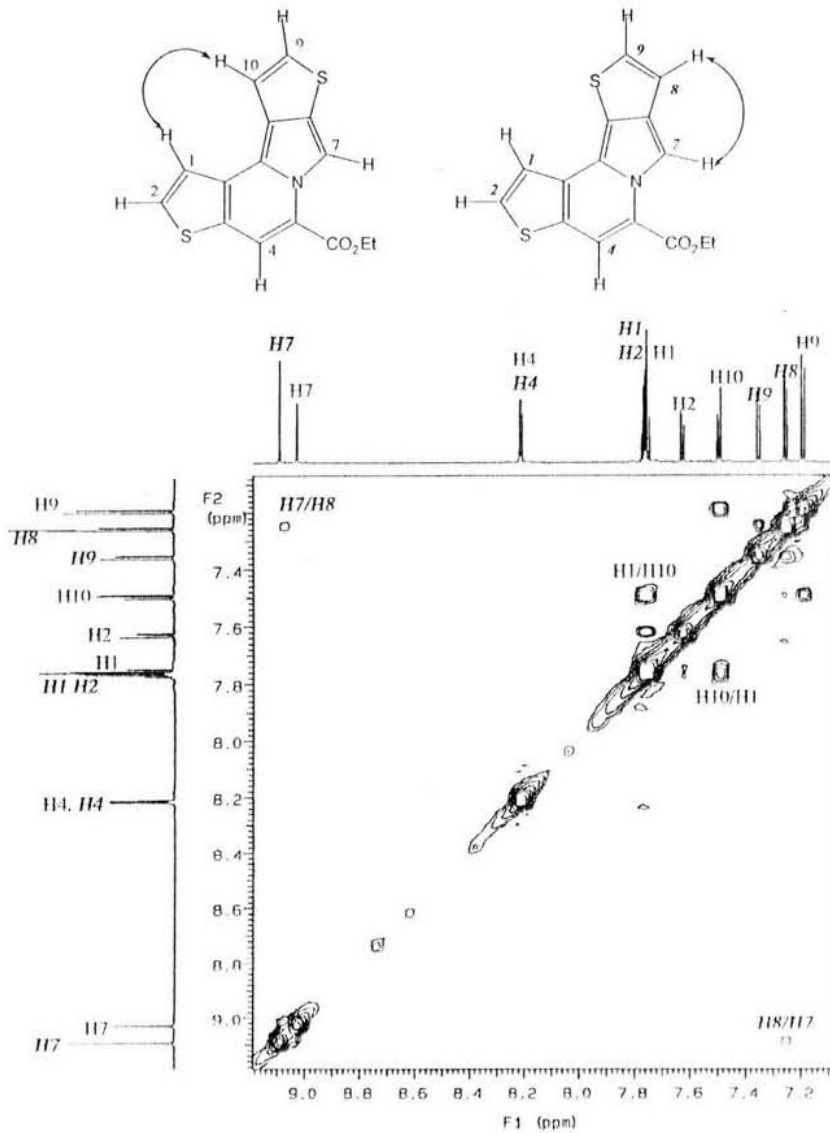 H H
H 10 9 S 9 H
S 8
H 1 7 H H 1 7 H
2 N 2 N
H S 4 CO2Et H S 4 CO2Et
H H
H7 H7 H4 H4 H1 H2 H1 H2 H10 H9 H8 H9
H9
H8
H9
H10
H2
H1
H1 H2
H4, H4
H7
H7
F2
(ppm)
7.4
7.6
7.8
8.0
8.2
8.4
8.6
8.8
9.0
H7/H8
H1/H10
H10/H1
H8/H7
9.0 8.8 8.6 8.4 8.2 8.0 7.8 7.6 7.4 7.2
F1 (ppm)